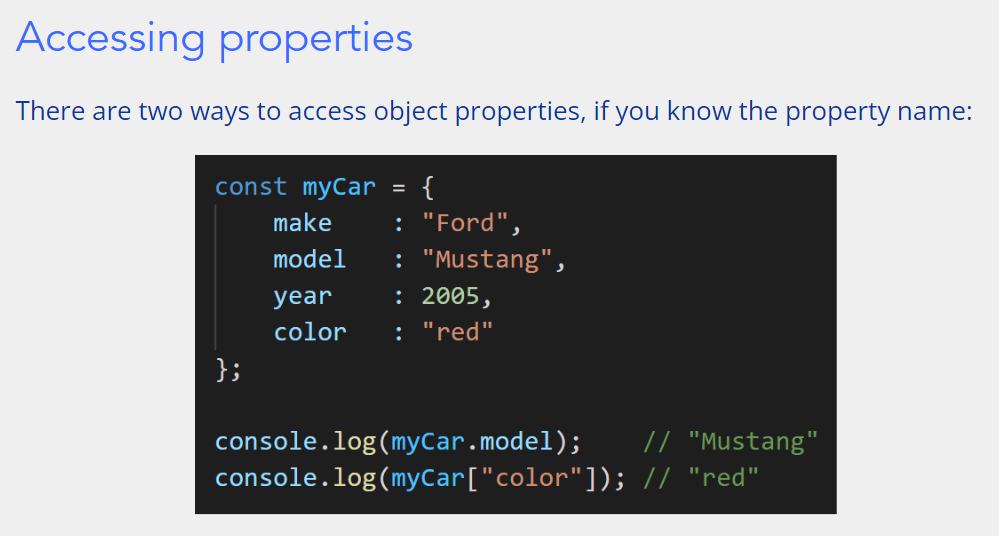 Accessing properties
There are two ways to access object properties, if you know the property name:
const myCar = {
    make    : "Ford",
    model   : "Mustang",
    year    : 2005,
    color   : "red"
};
console.log(myCar.model);    // "Mustang"
console.log(myCar["color"]); // "red"